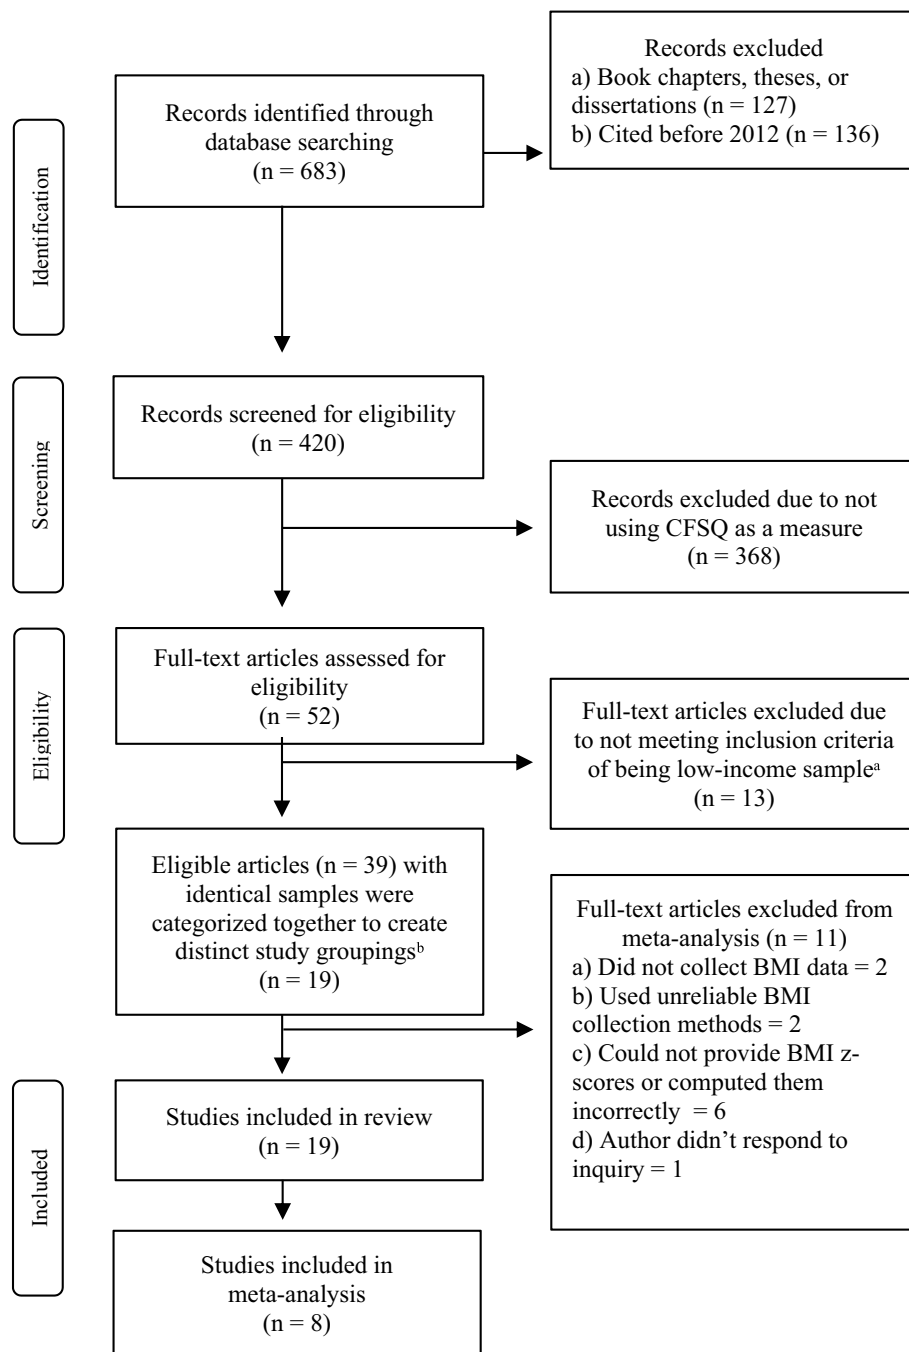 Records identified through
database searching
(n = 683)
Records excluded
a) Book chapters, theses, or
dissertations (n = 127)
b) Cited before 2012 (n = 136)
Identification
Records screened for eligibility
(n = 420)
Screening
Records excluded due to not
using CFSQ as a measure
(n = 368)
Full-text articles assessed for
eligibility
(n = 52)
Eligibility
Full-text articles excluded due
to not meeting inclusion criteria
of being low-income sampleᵃ
(n = 13)
Eligible articles (n = 39) with
identical samples were
categorized together to create
distinct study groupingsᵇ
(n = 19)
Full-text articles excluded from
meta-analysis (n = 11)
a) Did not collect BMI data = 2
b) Used unreliable BMI
collection methods = 2
c) Could not provide BMI z-
scores or computed them
incorrectly = 6
d) Author didn’t respond to
inquiry = 1
Studies included in review
(n = 19)
Included
Studies included in
meta-analysis
(n = 8)